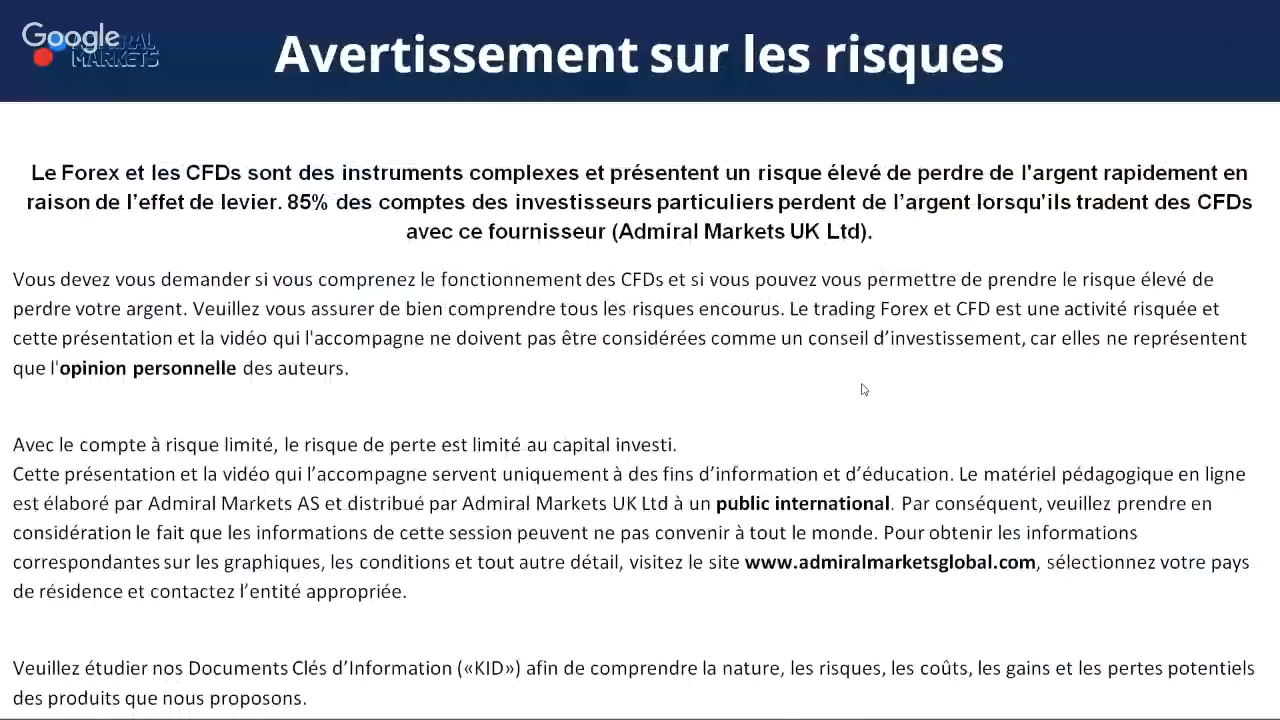 Google
ADMIRAL
MARKETS
Avertissement sur les risques
Le Forex et les CFDs sont des instruments complexes et présentent un risque élevé de perdre de l'argent rapidement en
raison de l’effet de levier. 85% des comptes des investisseurs particuliers perdent de l’argent lorsqu'ils tradent des CFDs
avec ce fournisseur (Admiral Markets UK Ltd).
Vous devez vous demander si vous comprenez le fonctionnement des CFDs et si vous pouvez vous permettre de prendre le risque élevé de
perdre votre argent. Veuillez vous assurer de bien comprendre tous les risques encourus. Le trading Forex et CFD est une activité risquée et
cette présentation et la vidéo qui l'accompagne ne doivent pas être considérées comme un conseil d’investissement, car elles ne représentent
que l'opinion personnelle des auteurs.
Avec le compte à risque limité, le risque de perte est limité au capital investi.
Cette présentation et la vidéo qui l’accompagne servent uniquement à des fins d’information et d’éducation. Le matériel pédagogique en ligne
est élaboré par Admiral Markets AS et distribué par Admiral Markets UK Ltd à un public international. Par conséquent, veuillez prendre en
considération le fait que les informations de cette session peuvent ne pas convenir à tout le monde. Pour obtenir les informations
correspondantes sur les graphiques, les conditions et tout autre détail, visitez le site www.admiralmarketsglobal.com, sélectionnez votre pays
de résidence et contactez l’entité appropriée.
Veuillez étudier nos Documents Clés d’Information («KID») afin de comprendre la nature, les risques, les coûts, les gains et les pertes potentiels
des produits que nous proposons.